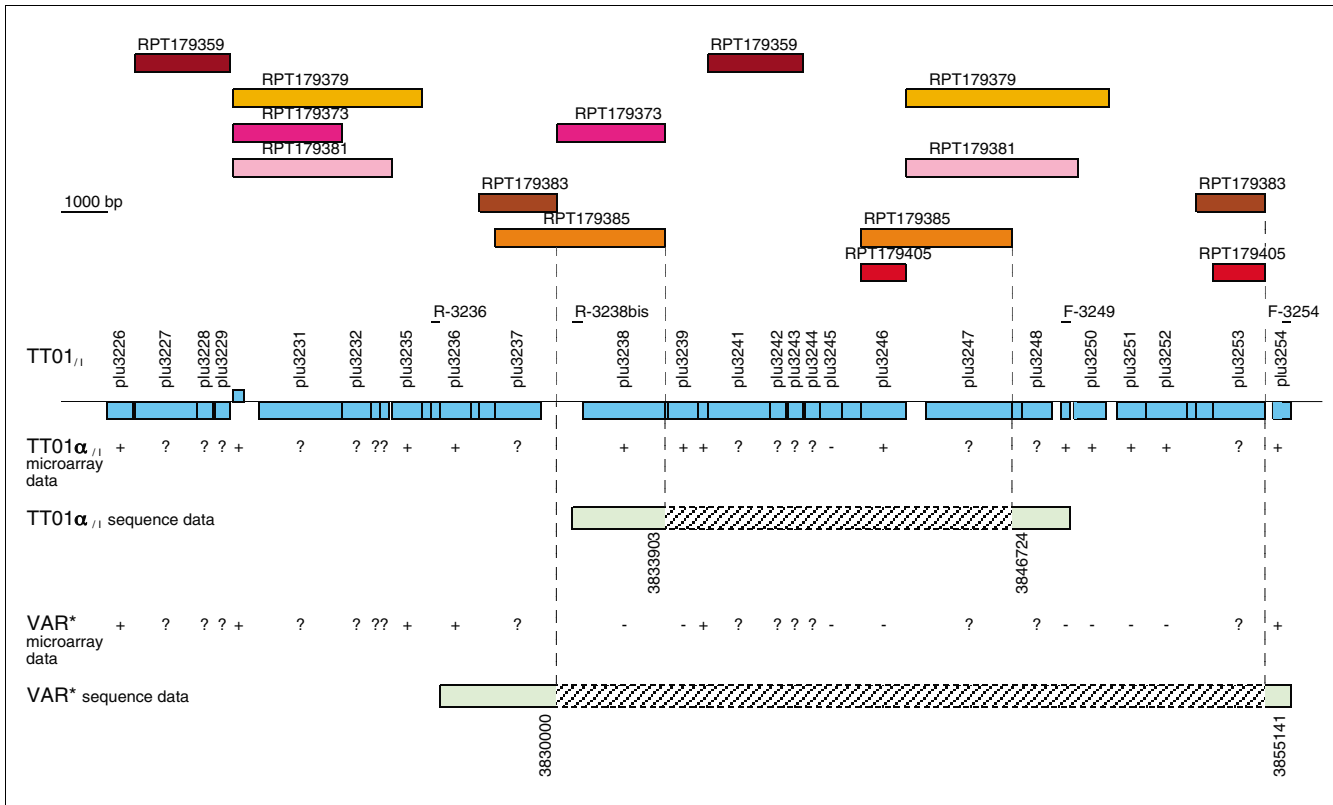 RPT179359 RPT179359
RPT179379 RPT179379
RPT179373 RPT179373
RPT179381 RPT179381
RPT179383 RPT179383
1000 bp
RPT179385 RPT179385
RPT179405 RPT179405
R-3236 R-3238bis F-3249 F-3254
plu3226 plu3227 plu3228 plu3229 plu3231 plu3232 plu3235 plu3236 plu3237 plu3238 plu3239 plu3241 plu3242 plu3243 plu3244 plu3245 plu3246 plu3247 plu3248 plu3250 plu3251 plu3252 plu3253 plu3254
TT01/I
TT01α/I + ? ? ? + ? ? ?? + + ? + + + ? ? ? ? - + ? ? + + + + ? +
microarray
data
TT01α/I sequence data
3833903 3846724
VAR* + ? ? ? + ? ? ?? + + ? - - + ? ? ? ? - - ? ? - - - - ? +
microarray
data
VAR* sequence data
3830000 3855141